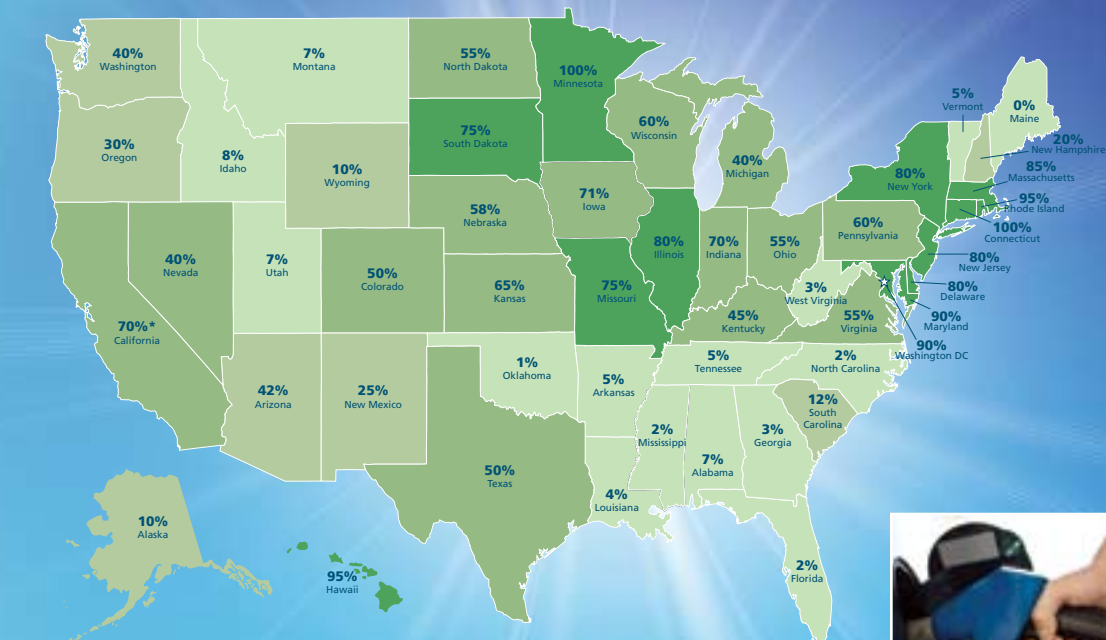 40%
Washington
7%
Montana
55%
North Dakota
100%
Minnesota
5%
Vermont
0%
Maine
30%
Oregon
8%
Idaho
10%
Wyoming
75%
South Dakota
60%
Wisconsin
40%
Michigan
80%
New York
20%
New Hampshire
85%
Massachusetts
95%
Rhode Island
100%
Connecticut
40%
Nevada
7%
Utah
50%
Colorado
58%
Nebraska
71%
Iowa
80%
Illinois
70%
Indiana
55%
Ohio
60%
Pennsylvania
80%
New Jersey
80%
Delaware
90%
Maryland
90%
Washington DC
70%*
California
65%
Kansas
75%
Missouri
45%
Kentucky
3%
West Virginia
55%
Virginia
42%
Arizona
25%
New Mexico
1%
Oklahoma
5%
Arkansas
5%
Tennessee
2%
North Carolina
12%
South
Carolina
50%
Texas
4%
Louisiana
2%
Mississippi
7%
Alabama
3%
Georgia
2%
Florida
10%
Alaska
95%
Hawaii